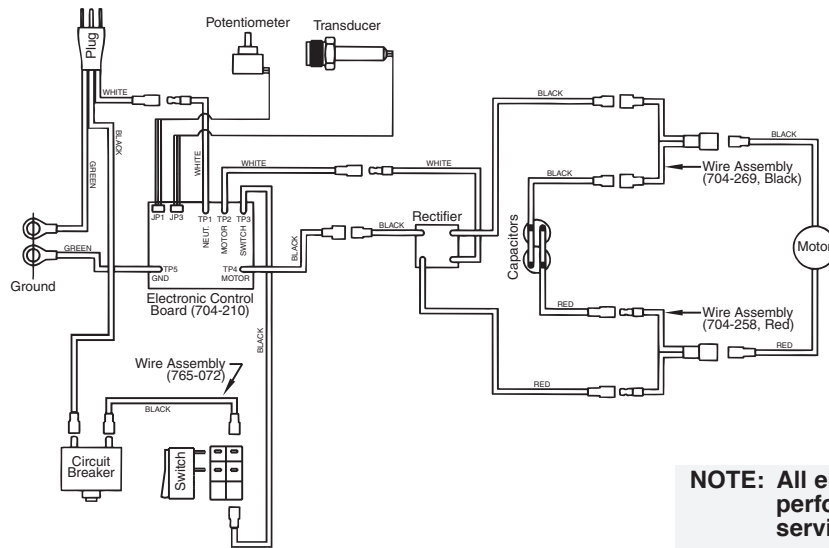 Potentiometer
Transducer
Plug
WHITE
BLACK
GREEN
WHITE
BLACK
BLACK
WHITE
WHITE
BLACK
Wire Assembly
(704-269, Black)
BLACK
Rectifier
BLACK
Capacitors
Motor
JP1
JP3
TP1
TP2
TP3
NEUT.
MOTOR
SWITCH
GREEN
TP5
GND
TP4
MOTOR
BLACK
Ground
Electronic Control
Board (704-210)
RED
Wire Assembly
(704-258, Red)
RED
BLACK
Wire Assembly
(765-072)
RED
BLACK
Circuit
Breaker
Switch
NOTE: All e
perfo
servi